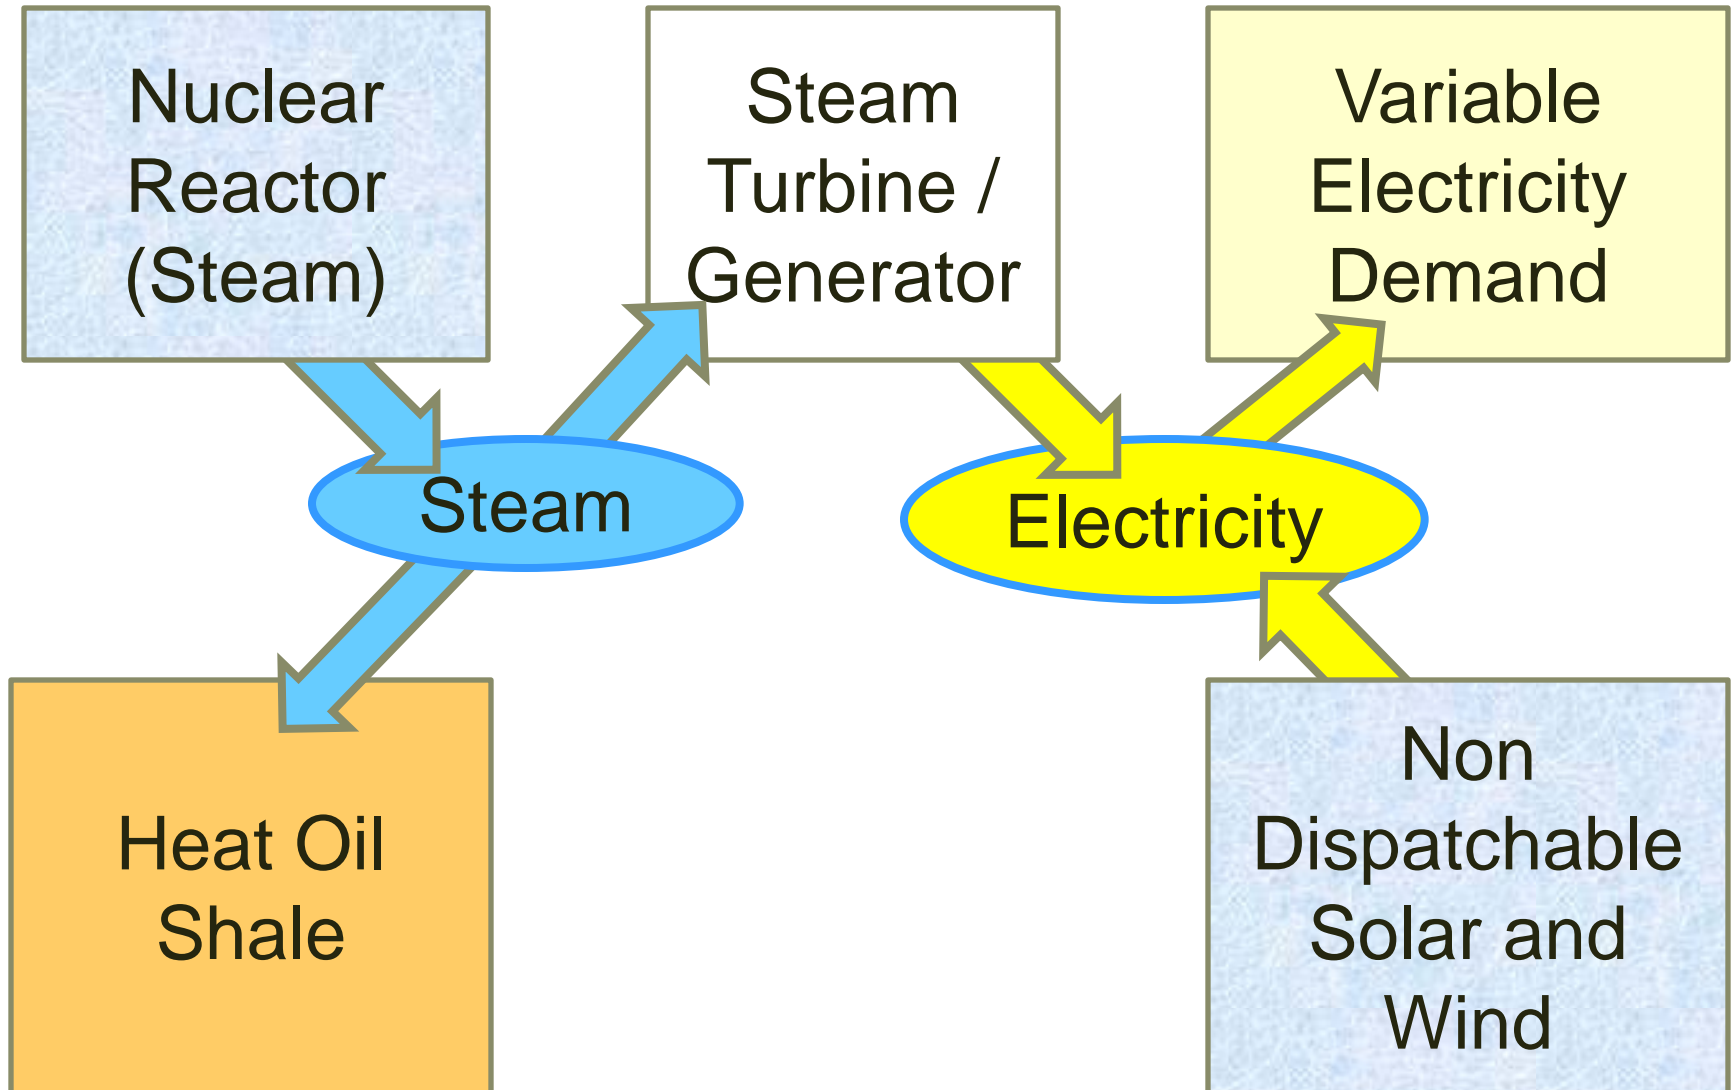 Nuclear
Reactor
(Steam)
Steam
Turbine /
Generator
Variable
Electricity
Demand
Steam
Electricity
Heat Oil
Shale
Non
Dispatchable
Solar and
Wind